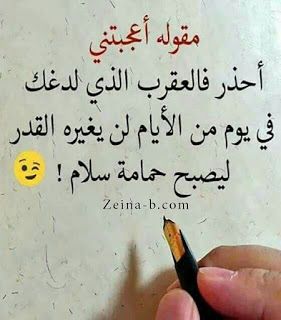 مقوله أعجبتني
أحذر فالعقرب الذي لدغك
في يوم من الأيام لن يغيره القدر
ليصبح حمامة سلام ! 😉
Zeina-b.com